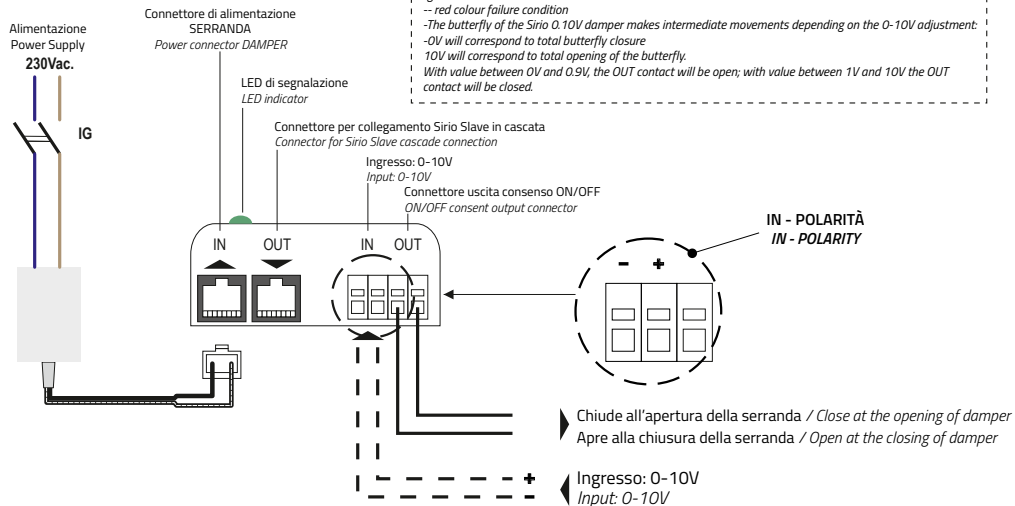 -- red colour failure condition
-The butterfly of the Sirio 0.10V damper makes intermediate movements depending on the 0-10V adjustment:
-0V will correspond to total butterfly closure
10V will correspond to total opening of the butterfly.
With value between 0V and 0.9V, the OUT contact will be open; with value between 1V and 10V the OUT
contact will be closed.
Alimentazione
Power Supply
230Vac.
IG
Connettore di alimentazione
SERRANDA
Power connector DAMPER
LED di segnalazione
LED indicator
Connettore per collegamento Sirio Slave in cascata
Connector for Sirio Slave cascade connection
Ingresso: 0-10V
Input: 0-10V
Connettore uscita consenso ON/OFF
ON/OFF consent output connector
IN OUT IN OUT
IN - POLARITÀ
IN - POLARITY
- +
Chiude all'apertura della serranda / Close at the opening of damper
Apre alla chiusura della serranda / Open at the closing of damper
+
-
Ingresso: 0-10V
Input: 0-10V